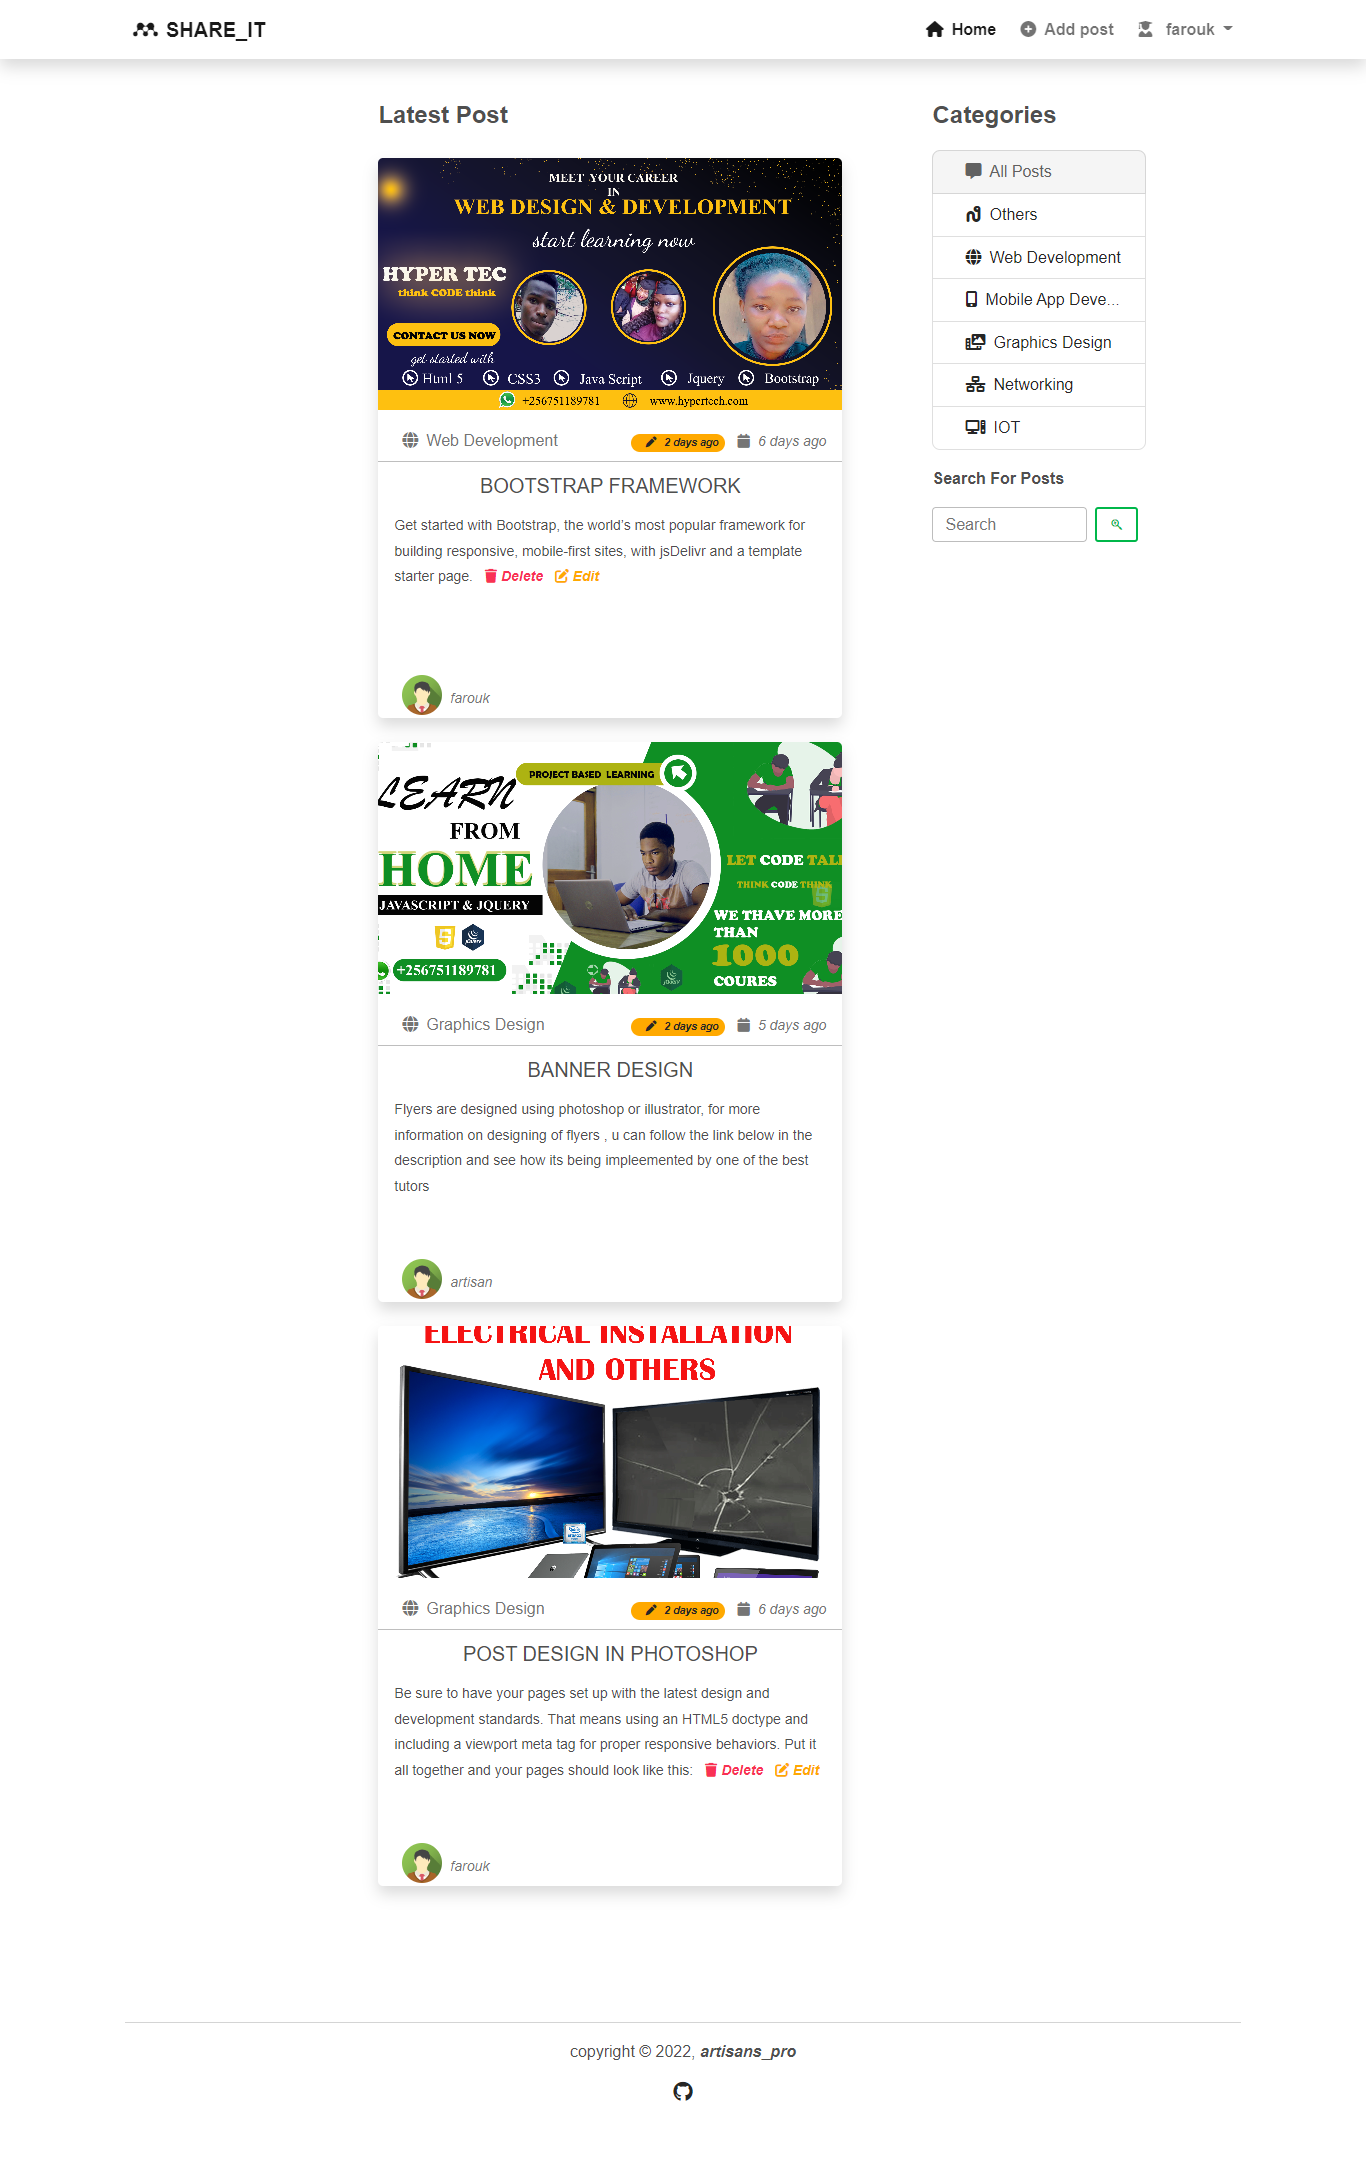 SHARE_IT
Home
Add post
farouk
Latest Post
MEET YOUR CAREER
IN
WEB DESIGN & DEVELOPMENT
start learning now
HYPER TEC
think CODE think
CONTACT US NOW
get started with
Html 5
CSS3
Java Script
Jquery
Bootstrap
+256751189781
www.hypertech.com
Web Development
2 days ago
6 days ago
BOOTSTRAP FRAMEWORK
Get started with Bootstrap, the world's most popular framework for
building responsive, mobile-first sites, with jsDelivr and a template
starter page. Delete Edit
farouk
PROJECT BASED LEARNING
LEARN
FROM
HOME
JAVASCRIPT & JQUERY
+256751189781
LET CODE TALK
THINK CODE THINK
WE THAVE MORE
THAN
1000
COURES
Graphics Design
2 days ago
5 days ago
BANNER DESIGN
Flyers are designed using photoshop or illustrator, for more
information on designing of flyers , u can follow the link below in the
description and see how its being impleemented by one of the best
tutors
artisan
ELECTRICAL INSTALLATION
AND OTHERS
Graphics Design
2 days ago
6 days ago
POST DESIGN IN PHOTOSHOP
Be sure to have your pages set up with the latest design and
development standards. That means using an HTML5 doctype and
including a viewport meta tag for proper responsive behaviors. Put it
all together and your pages should look like this: Delete Edit
farouk
Categories
All Posts
Others
Web Development
Mobile App Deve...
Graphics Design
Networking
IOT
Search For Posts
Search
copyright © 2022, artisans_pro